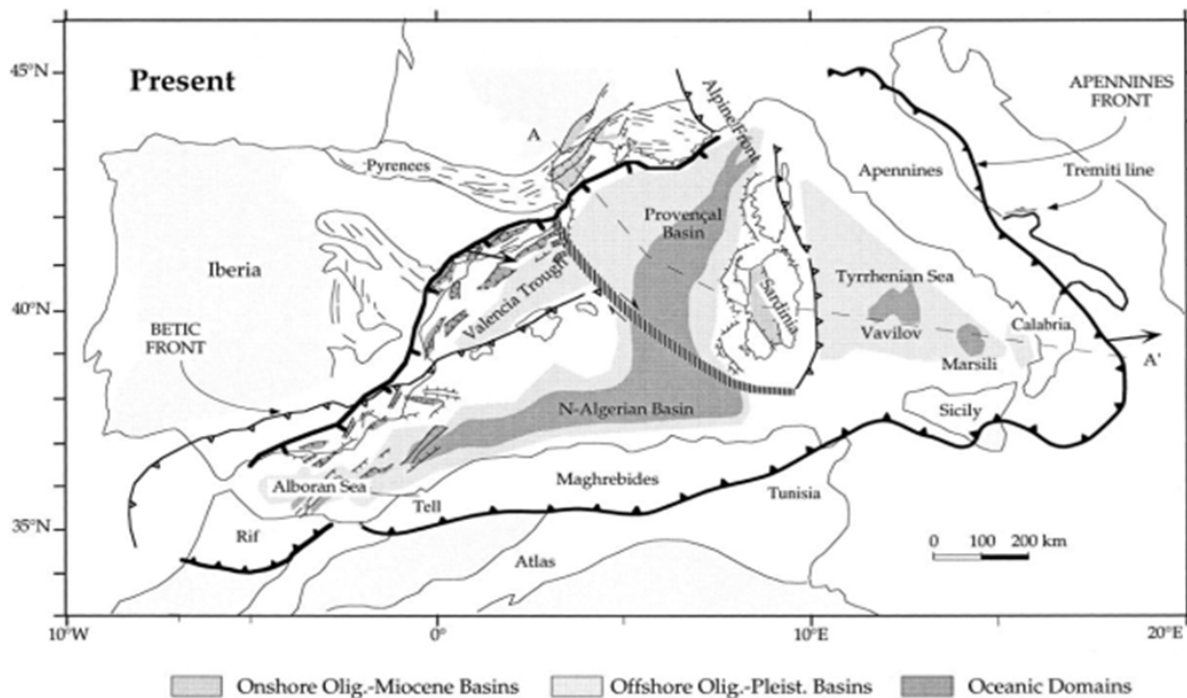 45°N
40°N
35°N
10°W
0°
10°E
20°E
Present
A
Alpine Front
APENNINES
FRONT
Tremiti line
Pyrenees
Apennines
Provençal
Basin
Iberia
Valencia Trough
Sardinia
Tyrrhenian Sea
Vavilov
Calabria
Marsili
A'
BETIC
FRONT
N-Algerian Basin
Sicily
Alboran Sea
Maghrebides
Tunisia
Tell
Rif
Atlas
0 100 200 km
Onshore Olig.-Miocene Basins
Offshore Olig.-Pleist. Basins
Oceanic Domains